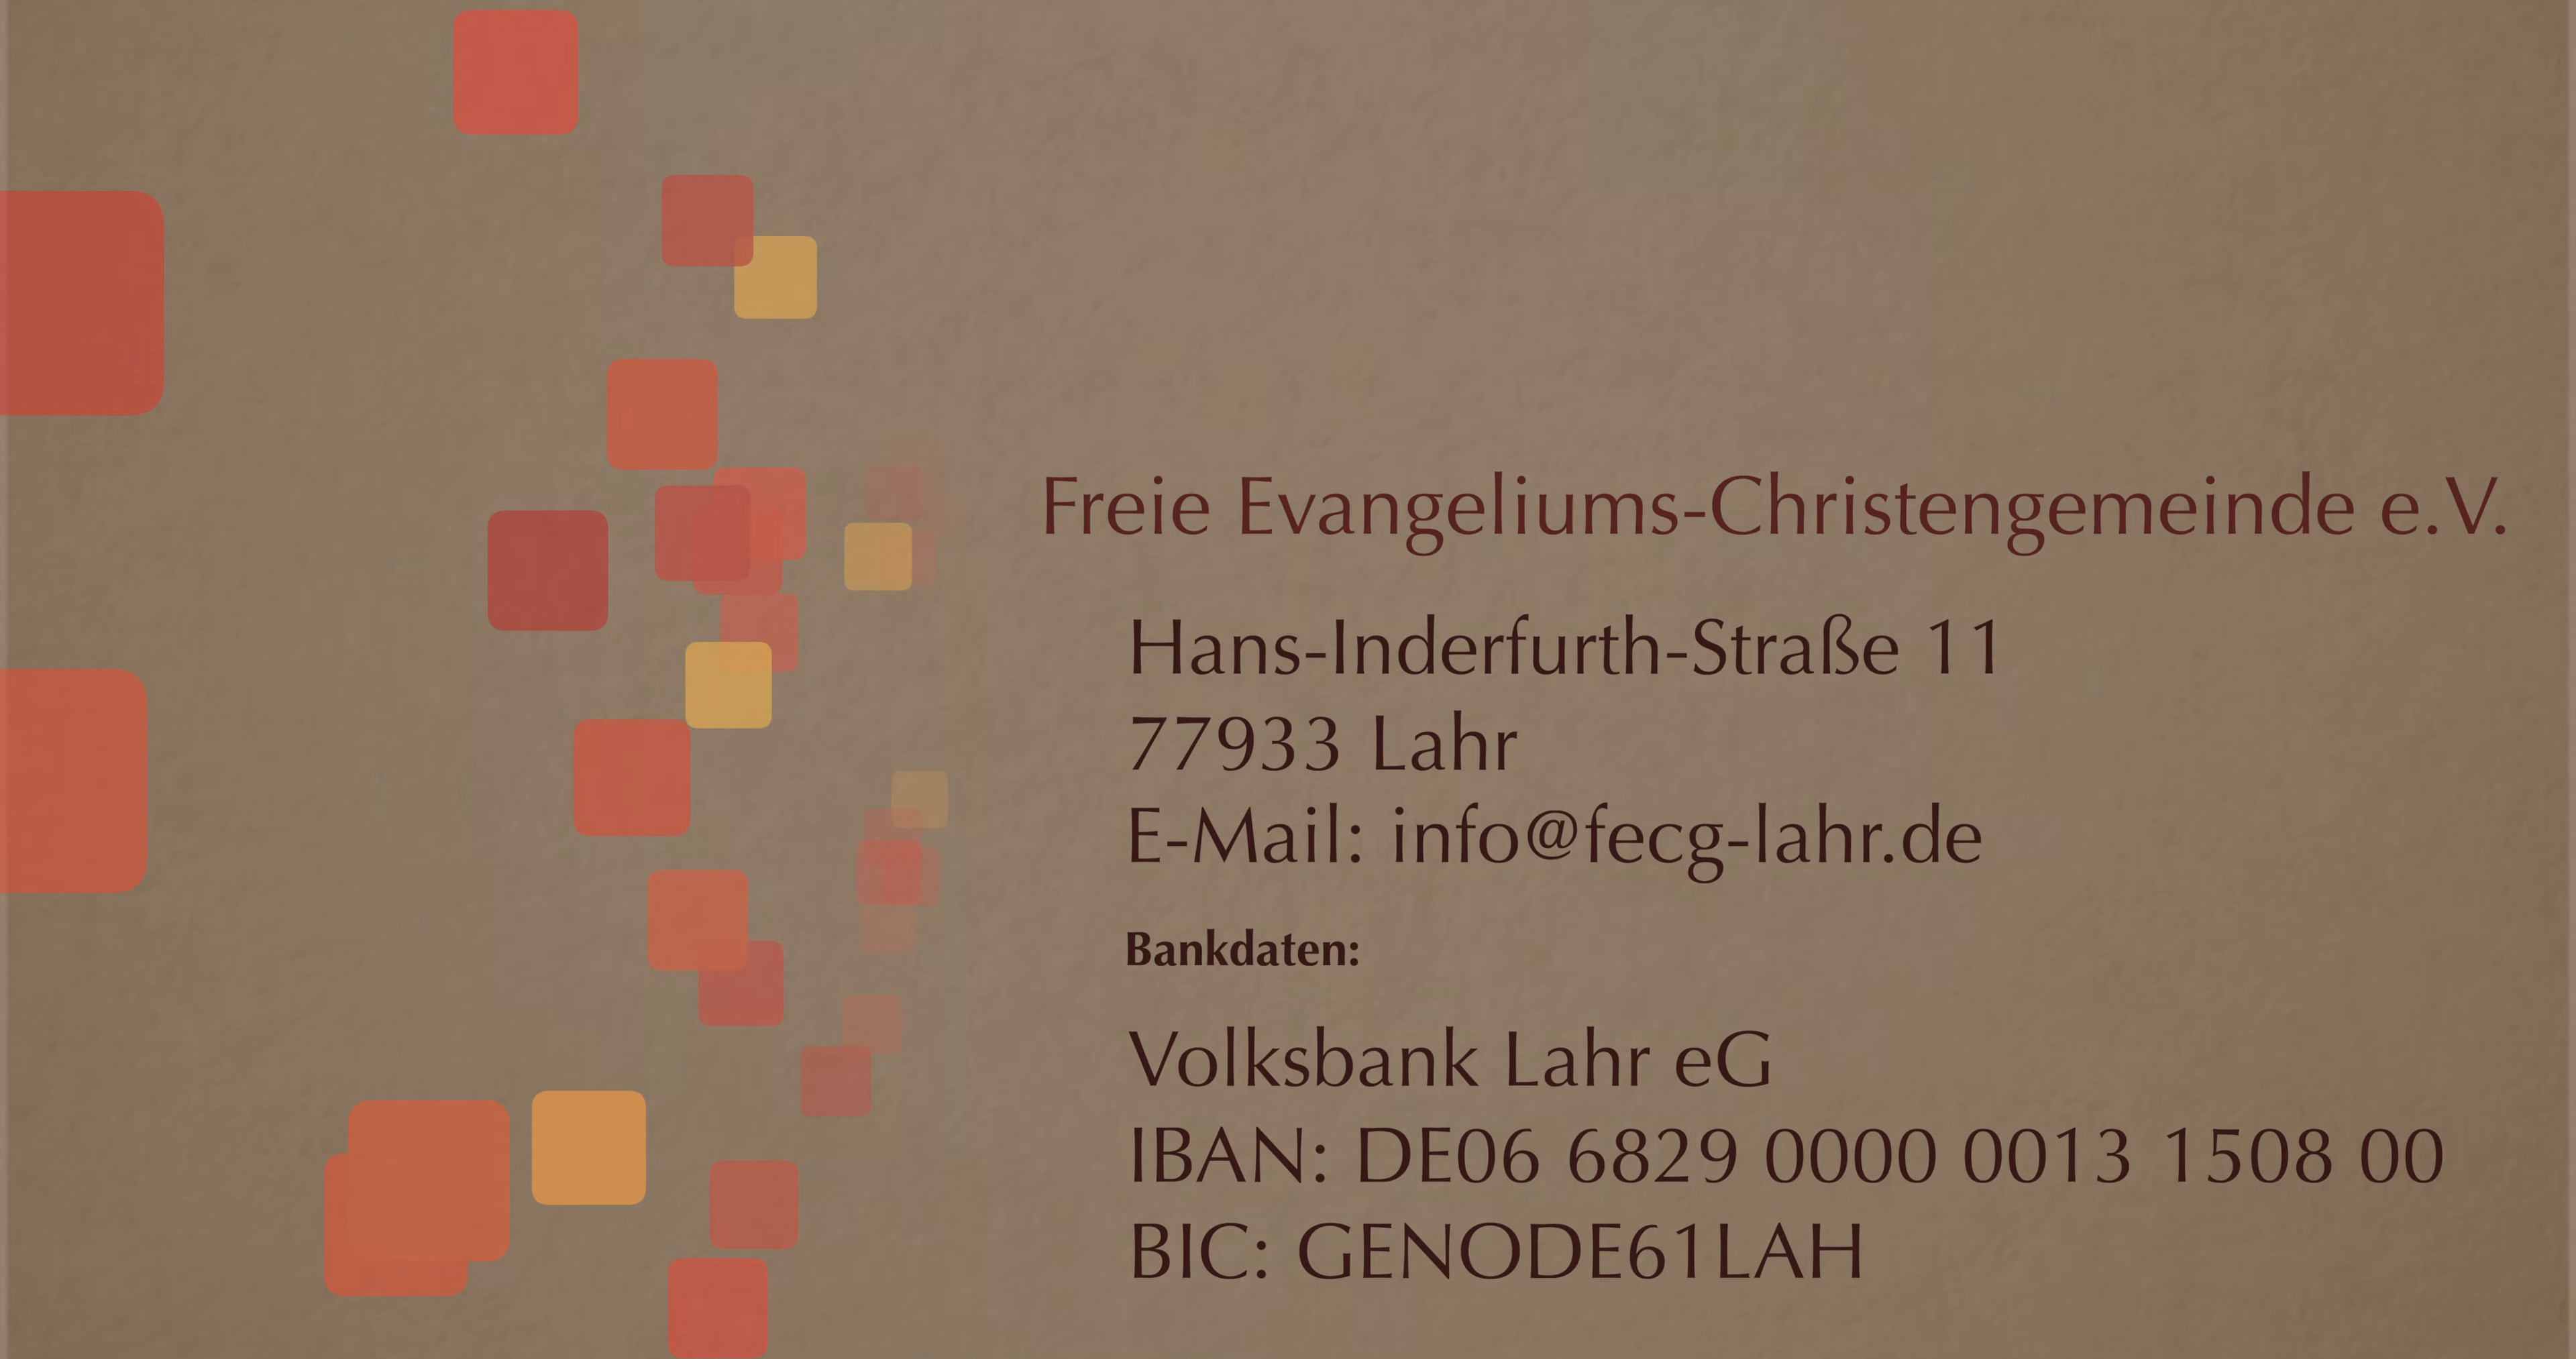 Freie Evangeliums-Christengemeinde e.V.
Hans-Inderfurth-Straße 11
77933 Lahr
E-Mail: info@fecg-lahr.de
Bankdaten:
Volksbank Lahr eG
IBAN: DE06 6829 0000 0013 1508 00
BIC: GENODE61LAH